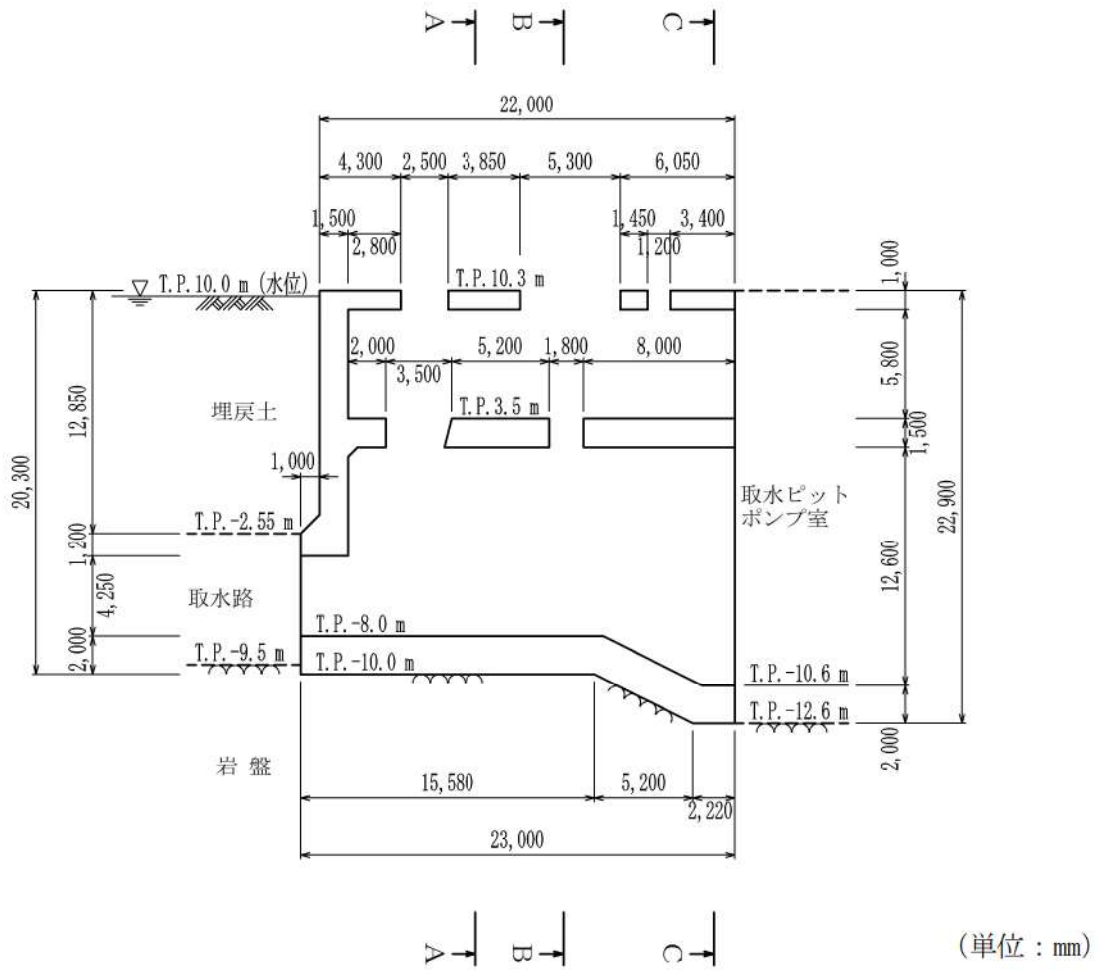 A B C
22,000
4,300 2,500 3,850 5,300 6,050
1,500 1,450 3,400
2,800 1,200
1,000
T.P.10.0 m (水位) T.P.10.3 m
2,000 5,200 1,800 8,000
3,500
5,800
12,850
埋戻土
T.P.3.5 m
1,500
20,300
1,000
取水ピット
ポンプ室
22,900
T.P.-2.55 m
1,200
12,600
4,250
取水路
T.P.-8.0 m
2,000
T.P.-9.5 m
T.P.-10.0 m
T.P.-10.6 m
T.P.-12.6 m
2,000
岩盤
15,580 5,200
2,220
23,000
A B C
(単位：mm)